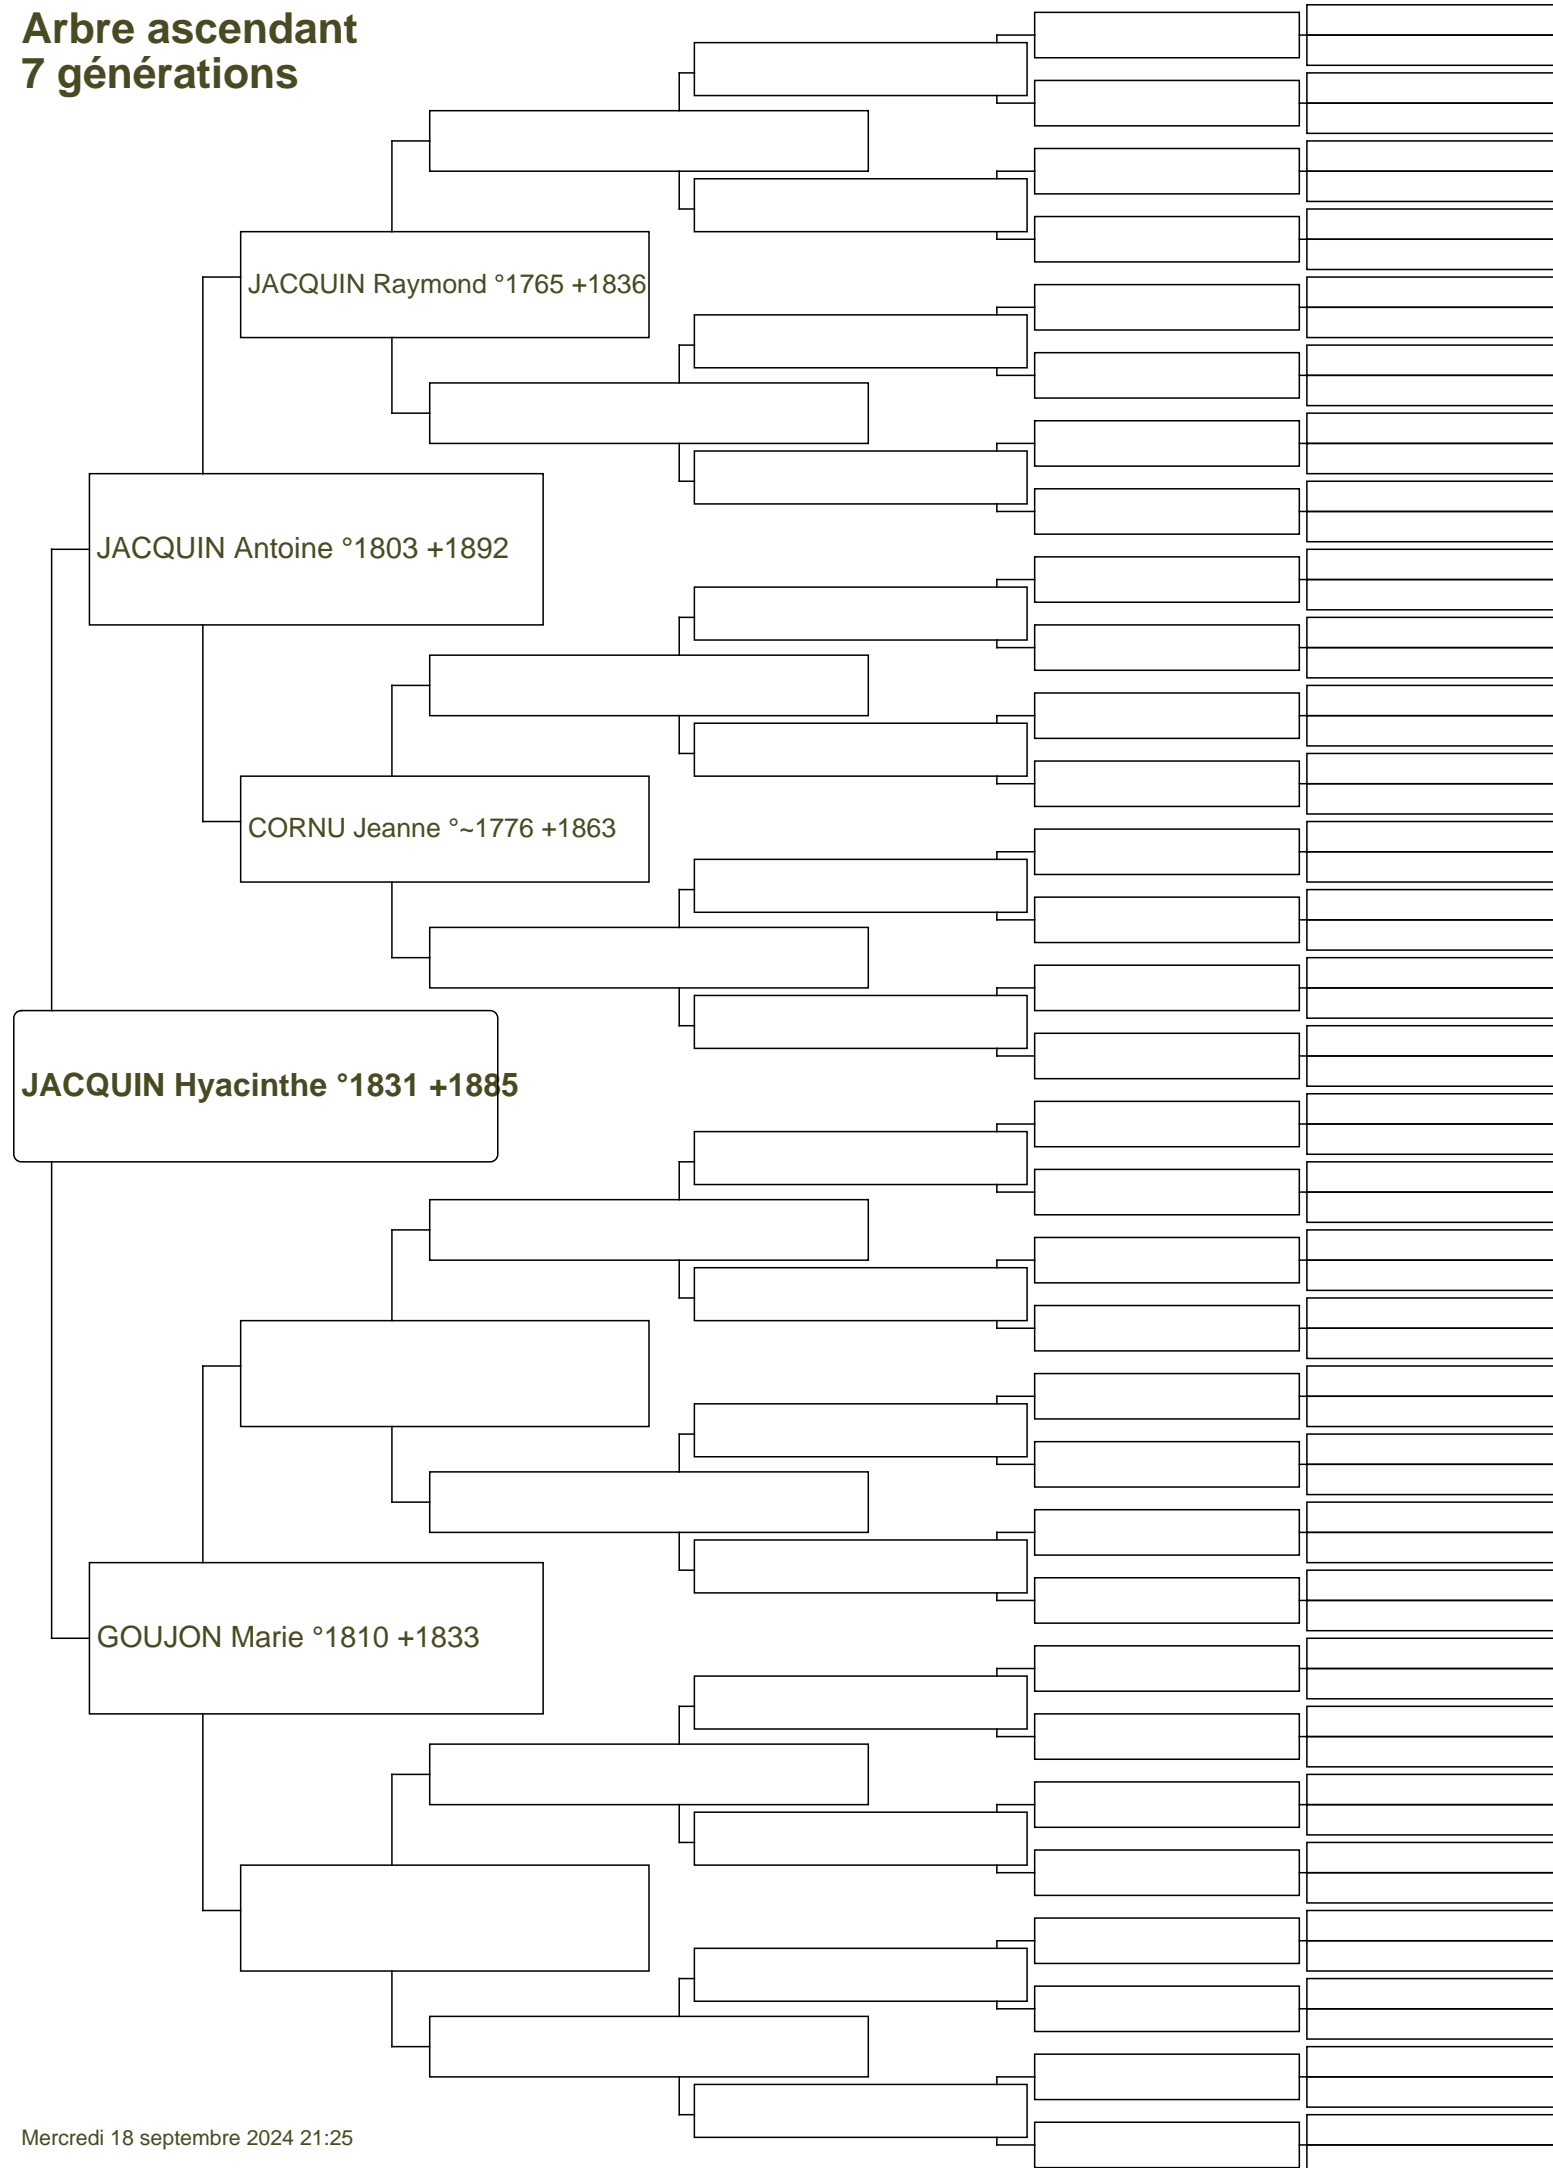 Arbre ascendant
7 générations
JACQUIN Raymond °1765 +1836
JACQUIN Antoine °1803 +1892
CORNU Jeanne °~1776 +1863
JACQUIN Hyacinthe °1831 +1885
GOUJON Marie °1810 +1833
Mercredi 18 septembre 2024 21:25